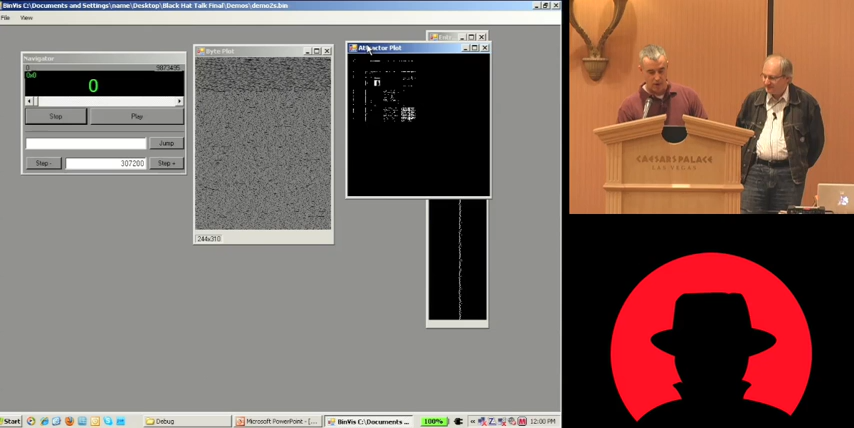 BinVis C:\Documents and Settings\name\Desktop\Black Hat Talk Final\Demos\demo2s.bin
File View
Navigator
0
9873435
0x0
0
Stop
Play
Jump
Step-
307200
Step+
Byte Plot
244x310
Attractor Plot
CAESARS PALACE
LAS VEGAS
Start
Debug
Microsoft PowerPoint - [...
BinVis C:\Documents ...
100%
12:00 PM